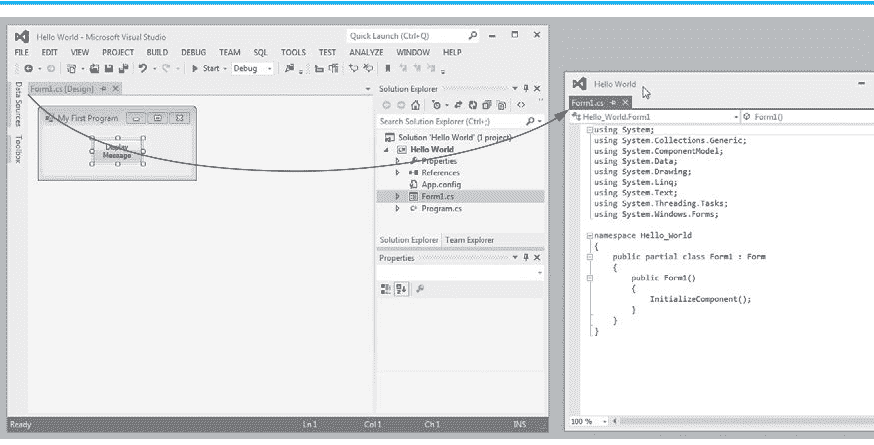 Hello World - Microsoft Visual Studio
Quick Launch (Ctrl+Q)
FILE EDIT VIEW PROJECT BUILD DEBUG TEAM SQL TOOLS TEST ANALYZE WINDOW HELP
Start Debug
Data Sources
Toolbox
Form1.cs [Design]
My First Program
Display
Message
Solution Explorer
Search Solution Explorer (Ctrl+;)
Solution 'Hello World' (1 project)
Hello World
Properties
References
App.config
Form1.cs
Program.cs
Solution Explorer Team Explorer
Properties
Ready Ln 1 Col 1 Ch 1 INS
Hello World
Form1.cs
Hello_World.Form1 Form1()
using System;
using System.Collections.Generic;
using System.ComponentModel;
using System.Data;
using System.Drawing;
using System.Linq;
using System.Text;
using System.Threading.Tasks;
using System.Windows.Forms;
namespace Hello_World
{
public partial class Form1 : Form
{
public Form1()
{
InitializeComponent();
}
}
}
100 %